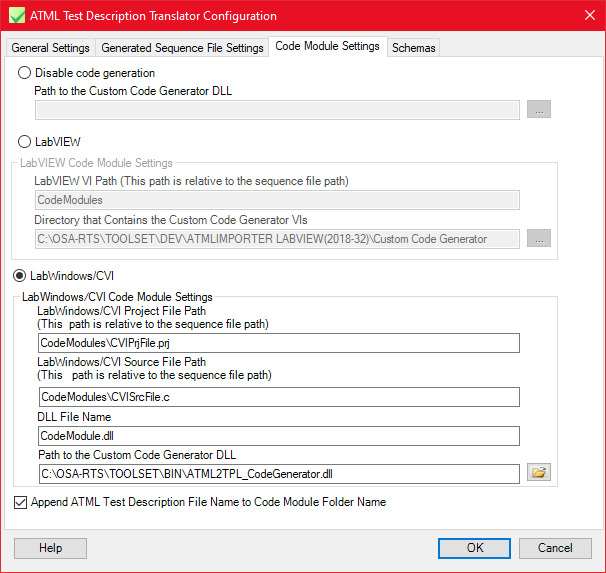 ATML Test Description Translator Configuration
General Settings
Generated Sequence File Settings
Code Module Settings
Schemas
Disable code generation
Path to the Custom Code Generator DLL
...
LabVIEW
LabVIEW Code Module Settings
LabVIEW VI Path (This path is relative to the sequence file path)
CodeModules
Directory that Contains the Custom Code Generator VIs
C:\OSA-RTS\TOOLSET\DEV\ATMLIMPORTER LABVIEW(2018-32)\Custom Code Generator
...
LabWindows/CVI
LabWindows/CVI Code Module Settings
LabWindows/CVI Project File Path
(This path is relative to the sequence file path)
CodeModules\CVIPrjFile.prj
LabWindows/CVI Source File Path
(This path is relative to the sequence file path)
CodeModules\CVISrcFile.c
DLL File Name
CodeModule.dll
Path to the Custom Code Generator DLL
C:\OSA-RTS\TOOLSET\BIN\ATML2TPL_CodeGenerator.dll
Append ATML Test Description File Name to Code Module Folder Name
Help
OK
Cancel